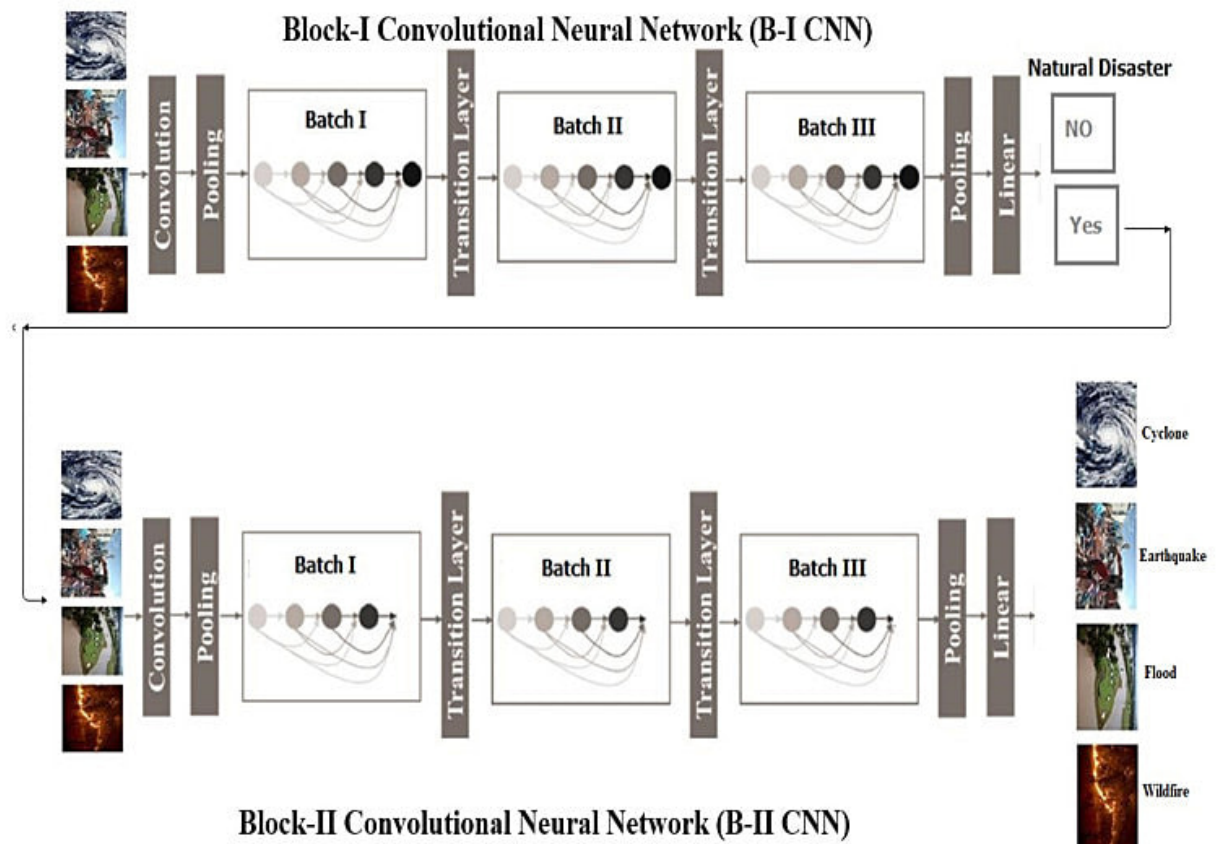 Block-I Convolutional Neural Network (B-I CNN)
Convolution
Pooling
Batch I
Transition Layer
Batch II
Transition Layer
Batch III
Pooling
Linear
Natural Disaster
NO
Yes
c
Convolution
Pooling
Batch I
Transition Layer
Batch II
Transition Layer
Batch III
Pooling
Linear
Cyclone
Earthquake
Flood
Wildfire
Block-II Convolutional Neural Network (B-II CNN)